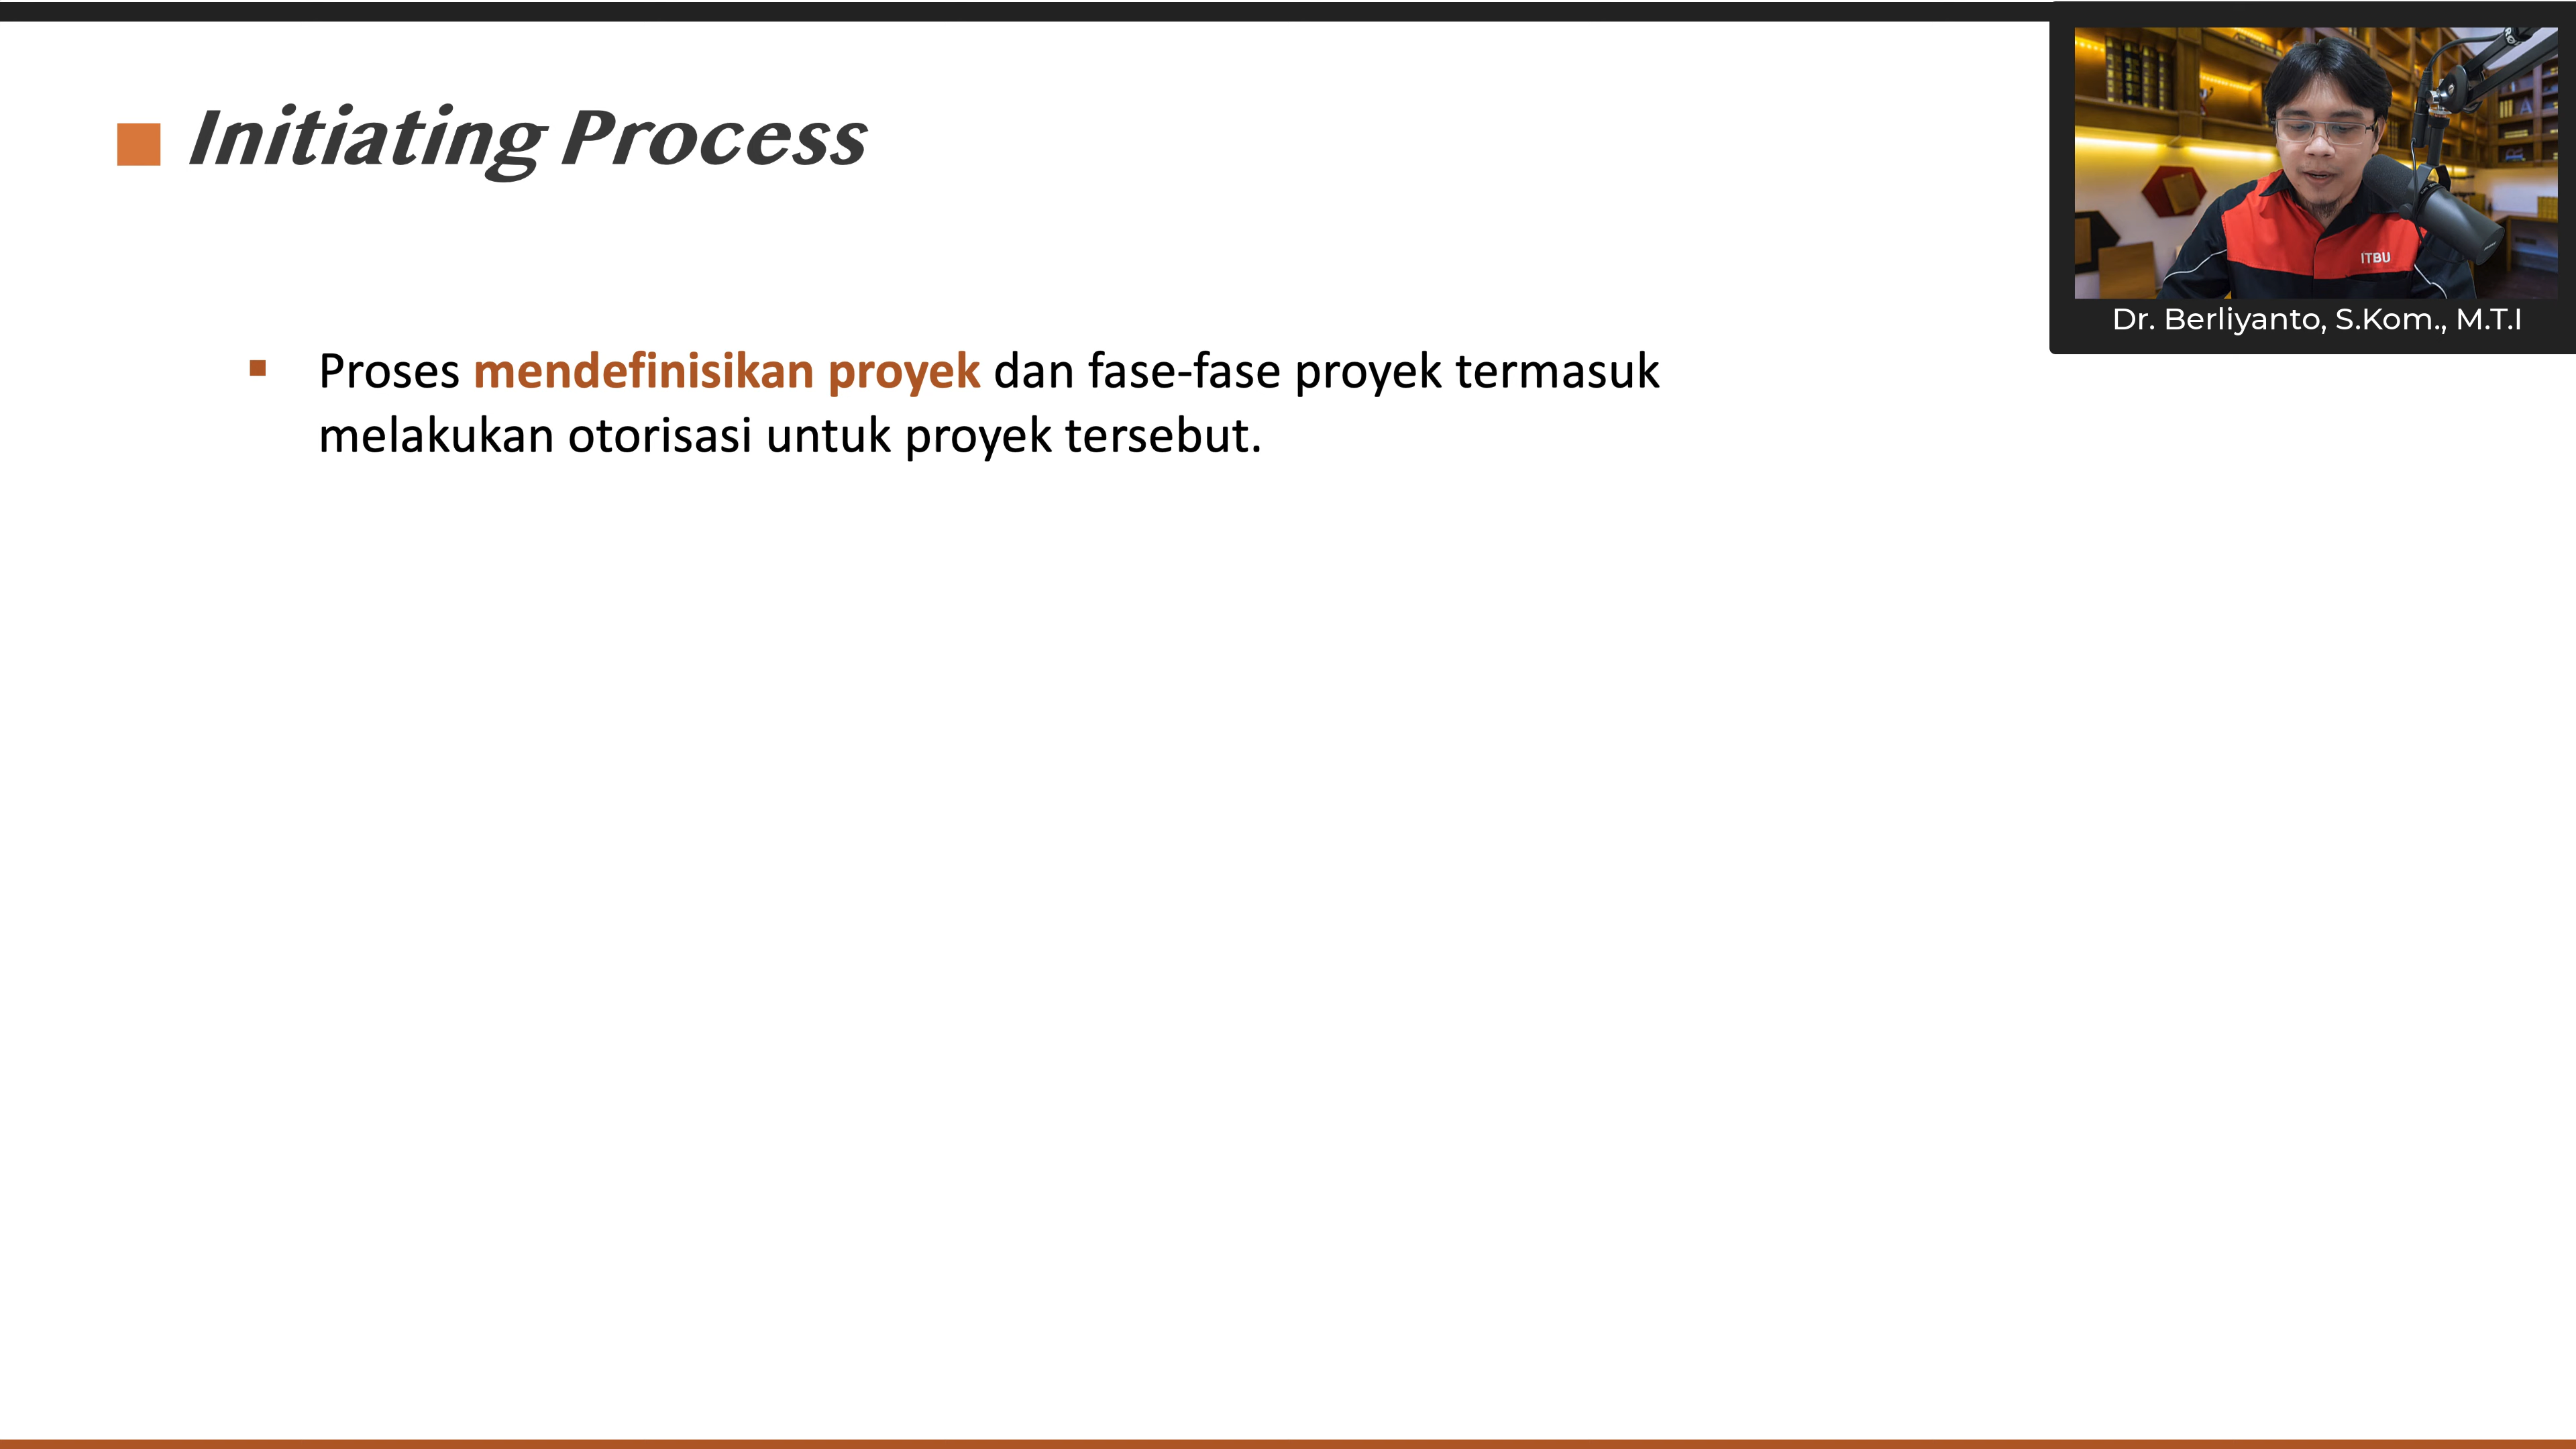 Initiating Process
Proses mendefinisikan proyek dan fase-fase proyek termasuk
melakukan otorisasi untuk proyek tersebut.
ITBU
Dr. Berliyanto, S.Kom., M.T.I